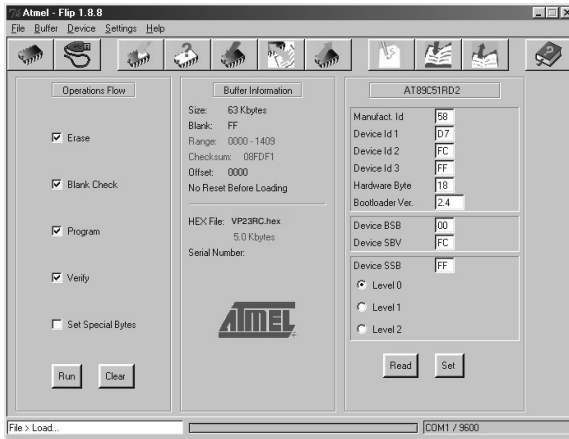 Atmel - Flip 1.8.8
File Buffer Device Settings Help
Operations Flow
Erase
Blank Check
Program
Verify
Set Special Bytes
Run Clear
Buffer Information
Size: 63 Kbytes
Blank: FF
Range: 0000 - 1409
Checksum: 08FDF1
Offset: 0000
No Reset Before Loading
HEX File: VP23RC.hex
5.0 Kbytes
Serial Number:
ATMEL
AT89C51RD2
Manufact. Id 58
Device Id 1 D7
Device Id 2 FC
Device Id 3 FF
Hardware Byte 18
Bootloader Ver. 2.4
Device BSB 00
Device SBV FC
Device SSB FF
Level 0
Level 1
Level 2
Read Set
File > Load...
COM1 / 9600